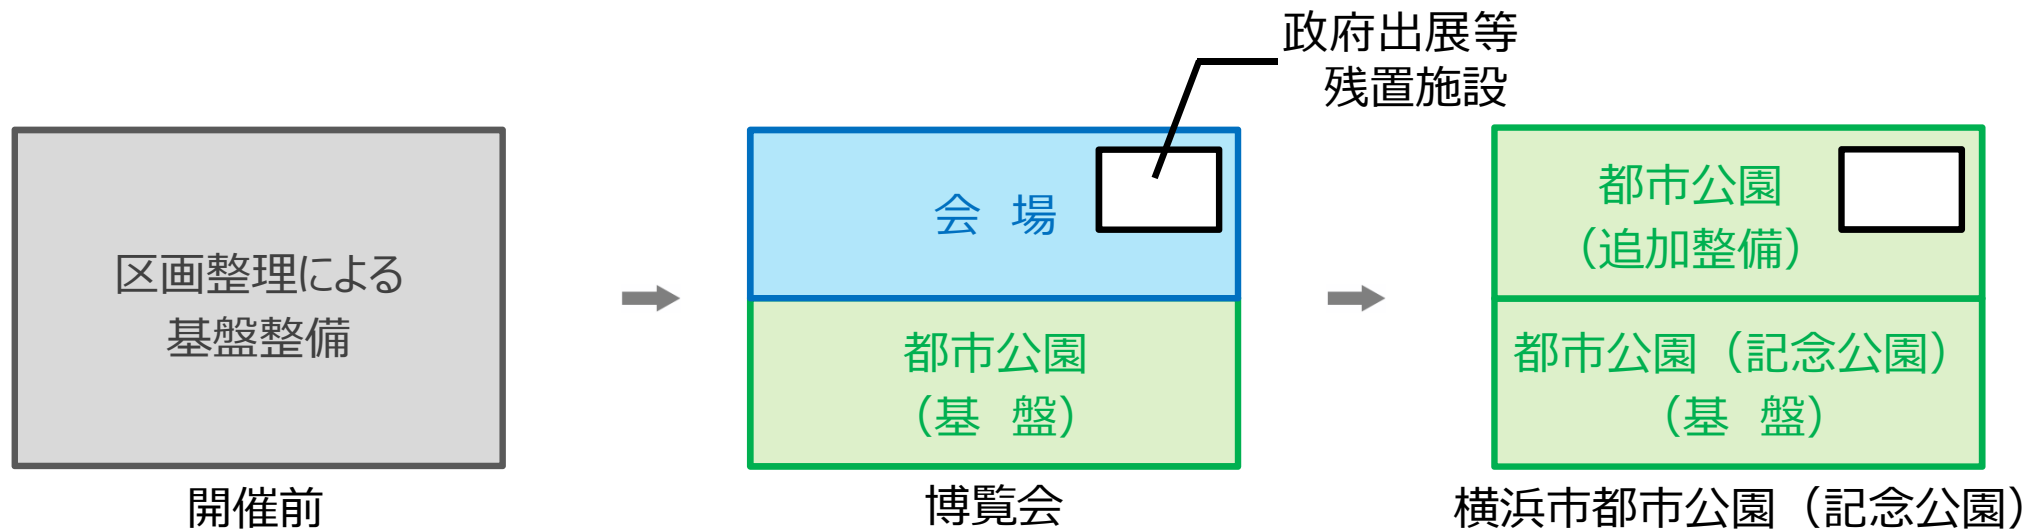 政府出展等
残置施設
区画整理による
基盤整備
開催前
会　場
都市公園
（基　盤）
博覧会
都市公園
（追加整備）
都市公園（記念公園）
（基　盤）
横浜市都市公園（記念公園）